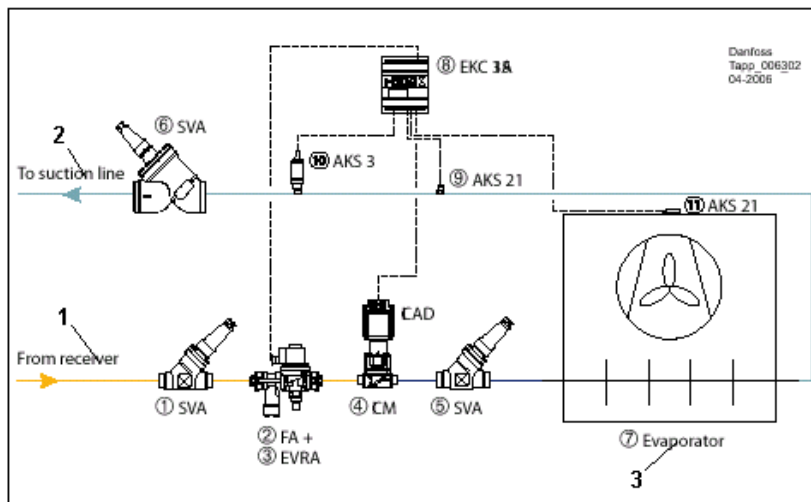 Danfoss
Tapp_006302
04-2006
⑧ EKC
⑥ SVA
2
To suction line
⑩ AKS 3
⑨ AKS 21
⑪ AKS 21
1
From receiver
CAD
① SVA
② FA +
③ EVRA
④ CM
⑤ SVA
⑦ Evaporator
3